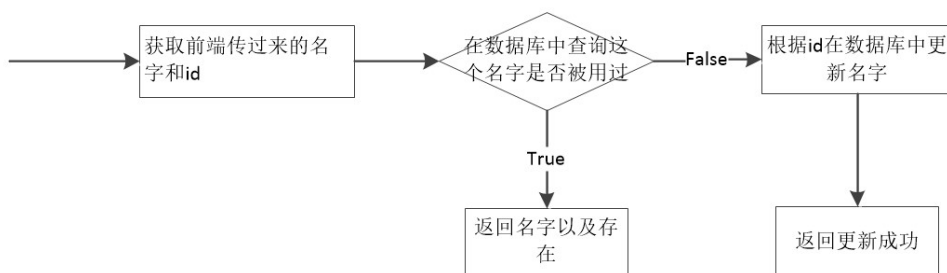 获取前端传过来的名
字和id
在数据库中查询这
个名字是否被用过
False
根据id在数据库中更
新名字
True
返回名字以及存
在
返回更新成功